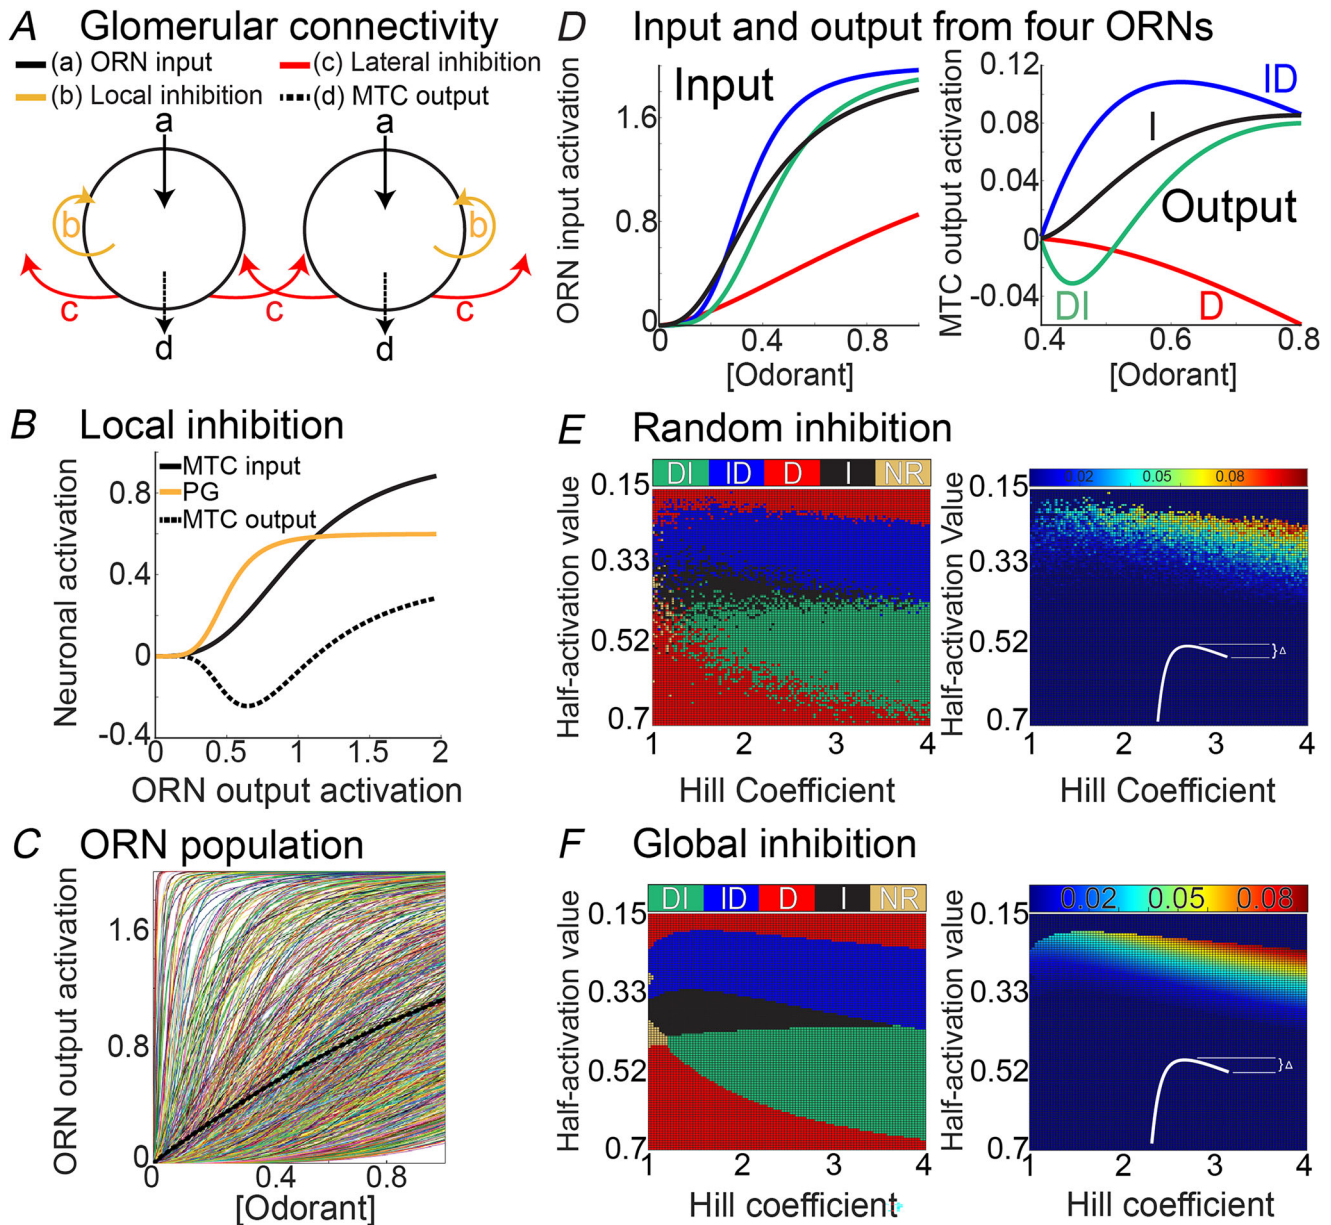 A Glomerular connectivity
(a) ORN input
(c) Lateral inhibition
(b) Local inhibition
(d) MTC output
a
a
b
b
c
c
c
d
d
B Local inhibition
MTC input
PG
MTC output
Neuronal activation
0.8
0.4
0
-0.4
0 0.5 1 1.5 2
ORN output activation
C ORN population
ORN output activation
1.6
0.8
0
0 0.4 0.8
[Odorant]
D Input and output from four ORNs
Input
ORN input activation
1.6
0.8
0
0 0.4 0.8
[Odorant]
MTC output activation
0.12
0.08
0.04
0
-0.04
ID
I
Output
DI
D
0.4 0.8
[Odorant]
E Random inhibition
DI ID D I NR
Half-activation value
0.15
0.33
0.52
0.7
1 2 3 4
Hill Coefficient
0.02 0.05 0.08
Half-activation Value
0.15
0.33
0.52
0.7
}Δ
1 2 3 4
Hill Coefficient
F Global inhibition
DI ID D I NR
Half-activation value
0.15
0.33
0.52
0.7
1 2 3 4
Hill coefficient
0.02 0.05 0.08
Half-activation value
0.15
0.33
0.52
0.7
}Δ
1 2 3 4
Hill coefficient